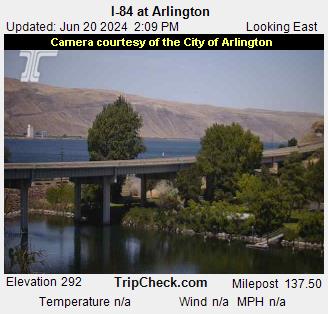 I-84 at Arlington
Updated: Jun 20 2024 2:09 PM Looking East
Camera courtesy of the City of Arlington
Elevation 292 TripCheck.com Milepost 137.50
Temperature n/a Wind n/a MPH n/a